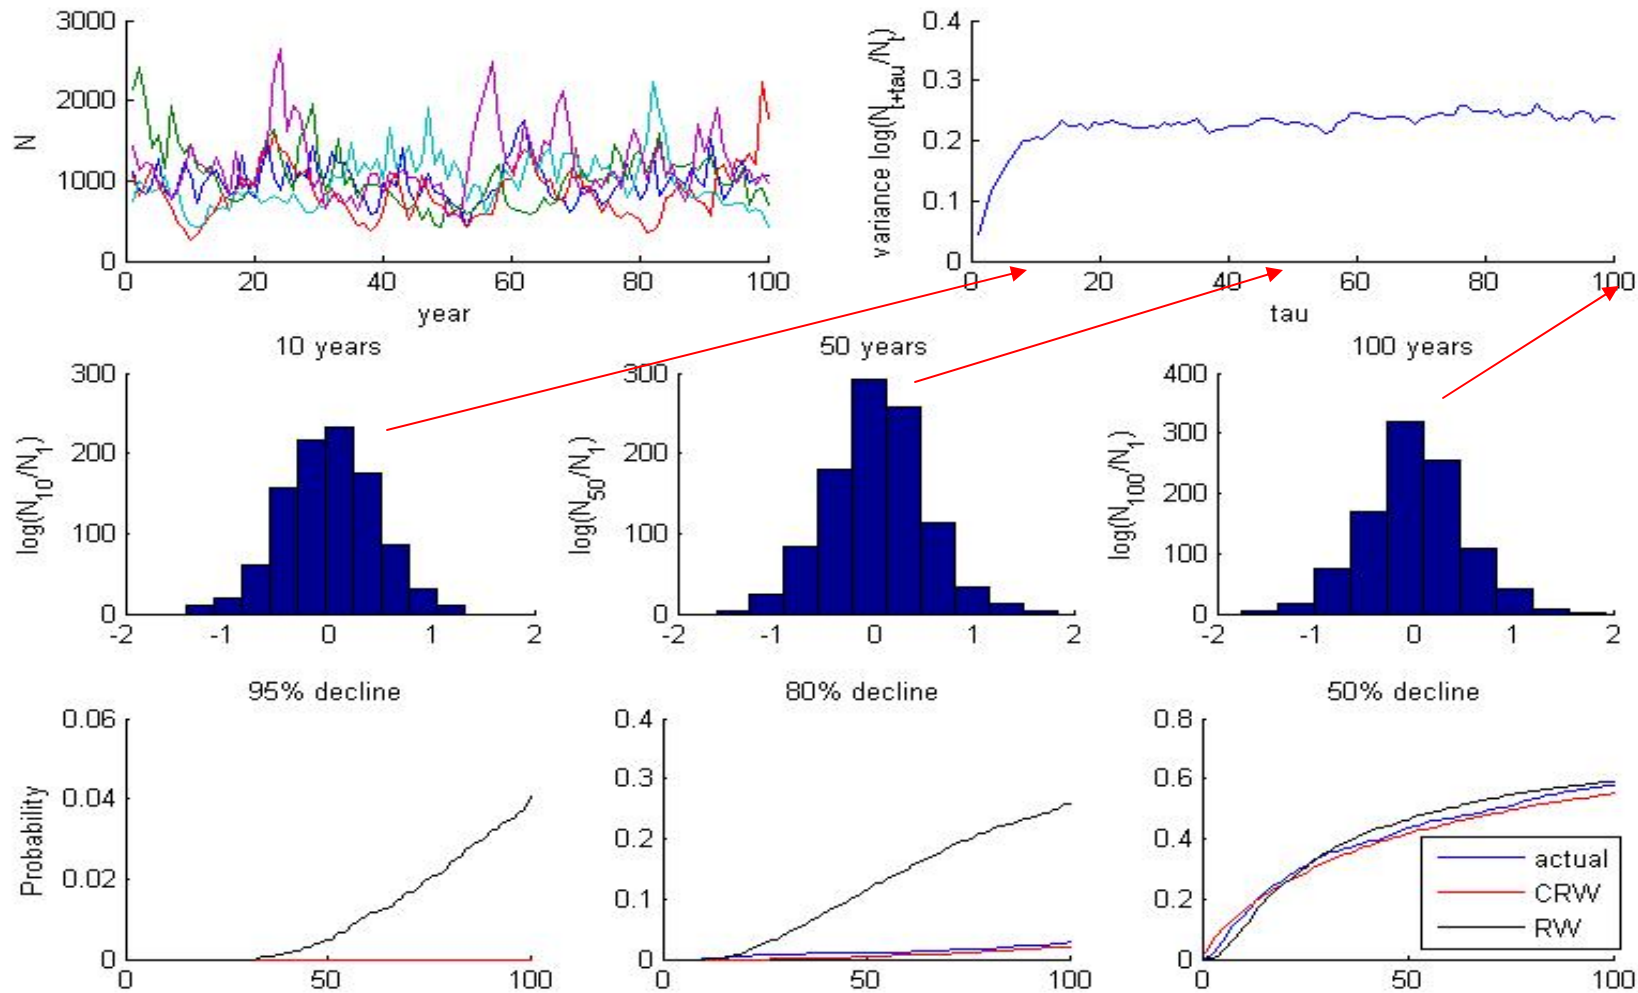 3000
2000
1000
0
N
0 20 40 60 80 100
year
0.4
0.3
0.2
0.1
0
variance log(N_{t+tau}/N_t)
0 20 40 60 80 100
tau
10 years
300
200
100
0
log(N_{10}/N_1)
-2 -1 0 1 2
50 years
300
200
100
0
log(N_{50}/N_1)
-2 -1 0 1 2
100 years
400
300
200
100
0
log(N_{100}/N_1)
-2 -1 0 1 2
95% decline
0.06
0.04
0.02
0
Probability
0 50 100
80% decline
0.4
0.3
0.2
0.1
0
0 50 100
50% decline
0.8
0.6
0.4
0.2
0
0 50 100
actual
CRW
RW